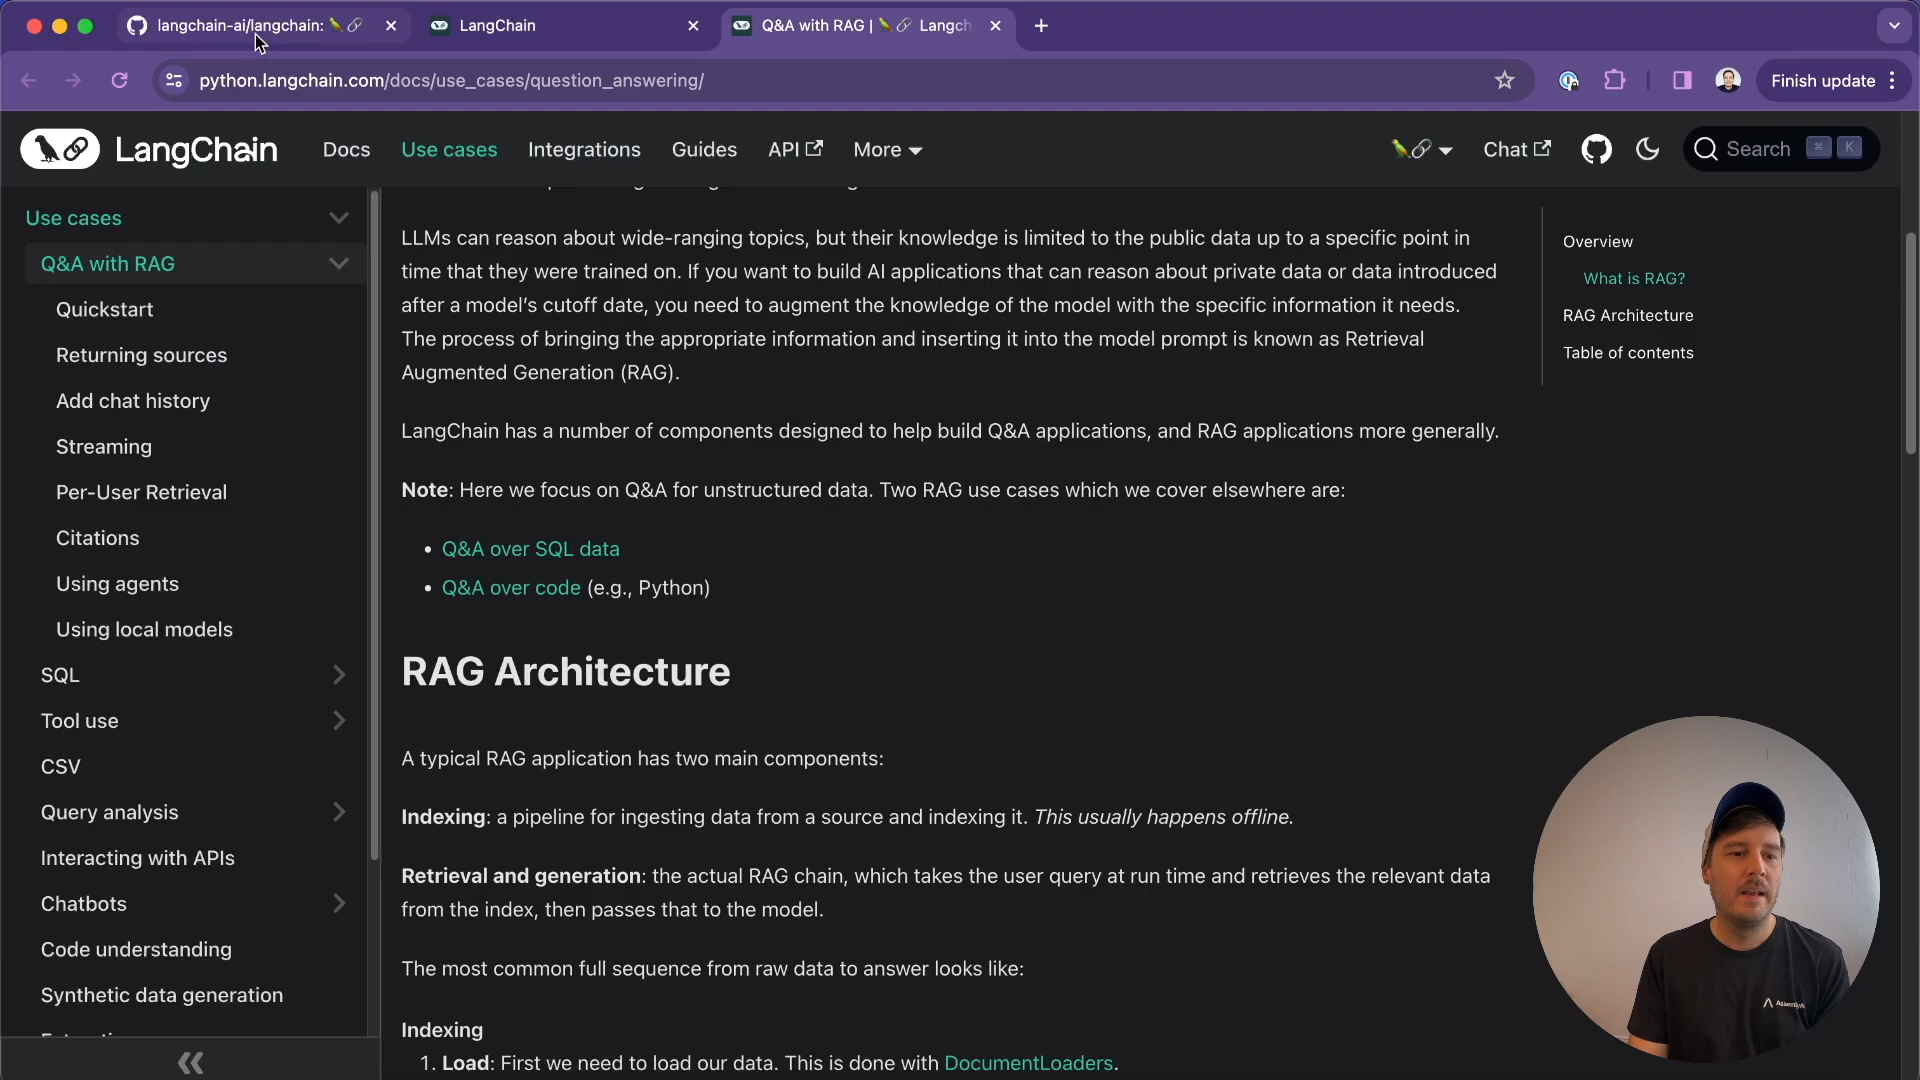 langchain-ai/langchain: 🦜🔗
LangChain
Q&A with RAG | 🦜🔗 Langch
python.langchain.com/docs/use_cases/question_answering/
Finish update
LangChain
Docs
Use cases
Integrations
Guides
API
More
🦜🔗
Chat
Search
⌘ K
Use cases
Q&A with RAG
Quickstart
Returning sources
Add chat history
Streaming
Per-User Retrieval
Citations
Using agents
Using local models
SQL
Tool use
CSV
Query analysis
Interacting with APIs
Chatbots
Code understanding
Synthetic data generation
LLMs can reason about wide-ranging topics, but their knowledge is limited to the public data up to a specific point in
time that they were trained on. If you want to build AI applications that can reason about private data or data introduced
after a model’s cutoff date, you need to augment the knowledge of the model with the specific information it needs.
The process of bringing the appropriate information and inserting it into the model prompt is known as Retrieval
Augmented Generation (RAG).
LangChain has a number of components designed to help build Q&A applications, and RAG applications more generally.
Note: Here we focus on Q&A for unstructured data. Two RAG use cases which we cover elsewhere are:
• Q&A over SQL data
• Q&A over code (e.g., Python)
RAG Architecture
A typical RAG application has two main components:
Indexing: a pipeline for ingesting data from a source and indexing it. This usually happens offline.
Retrieval and generation: the actual RAG chain, which takes the user query at run time and retrieves the relevant data
from the index, then passes that to the model.
The most common full sequence from raw data to answer looks like:
Indexing
1. Load: First we need to load our data. This is done with DocumentLoaders.
Overview
What is RAG?
RAG Architecture
Table of contents
AssemblyAI